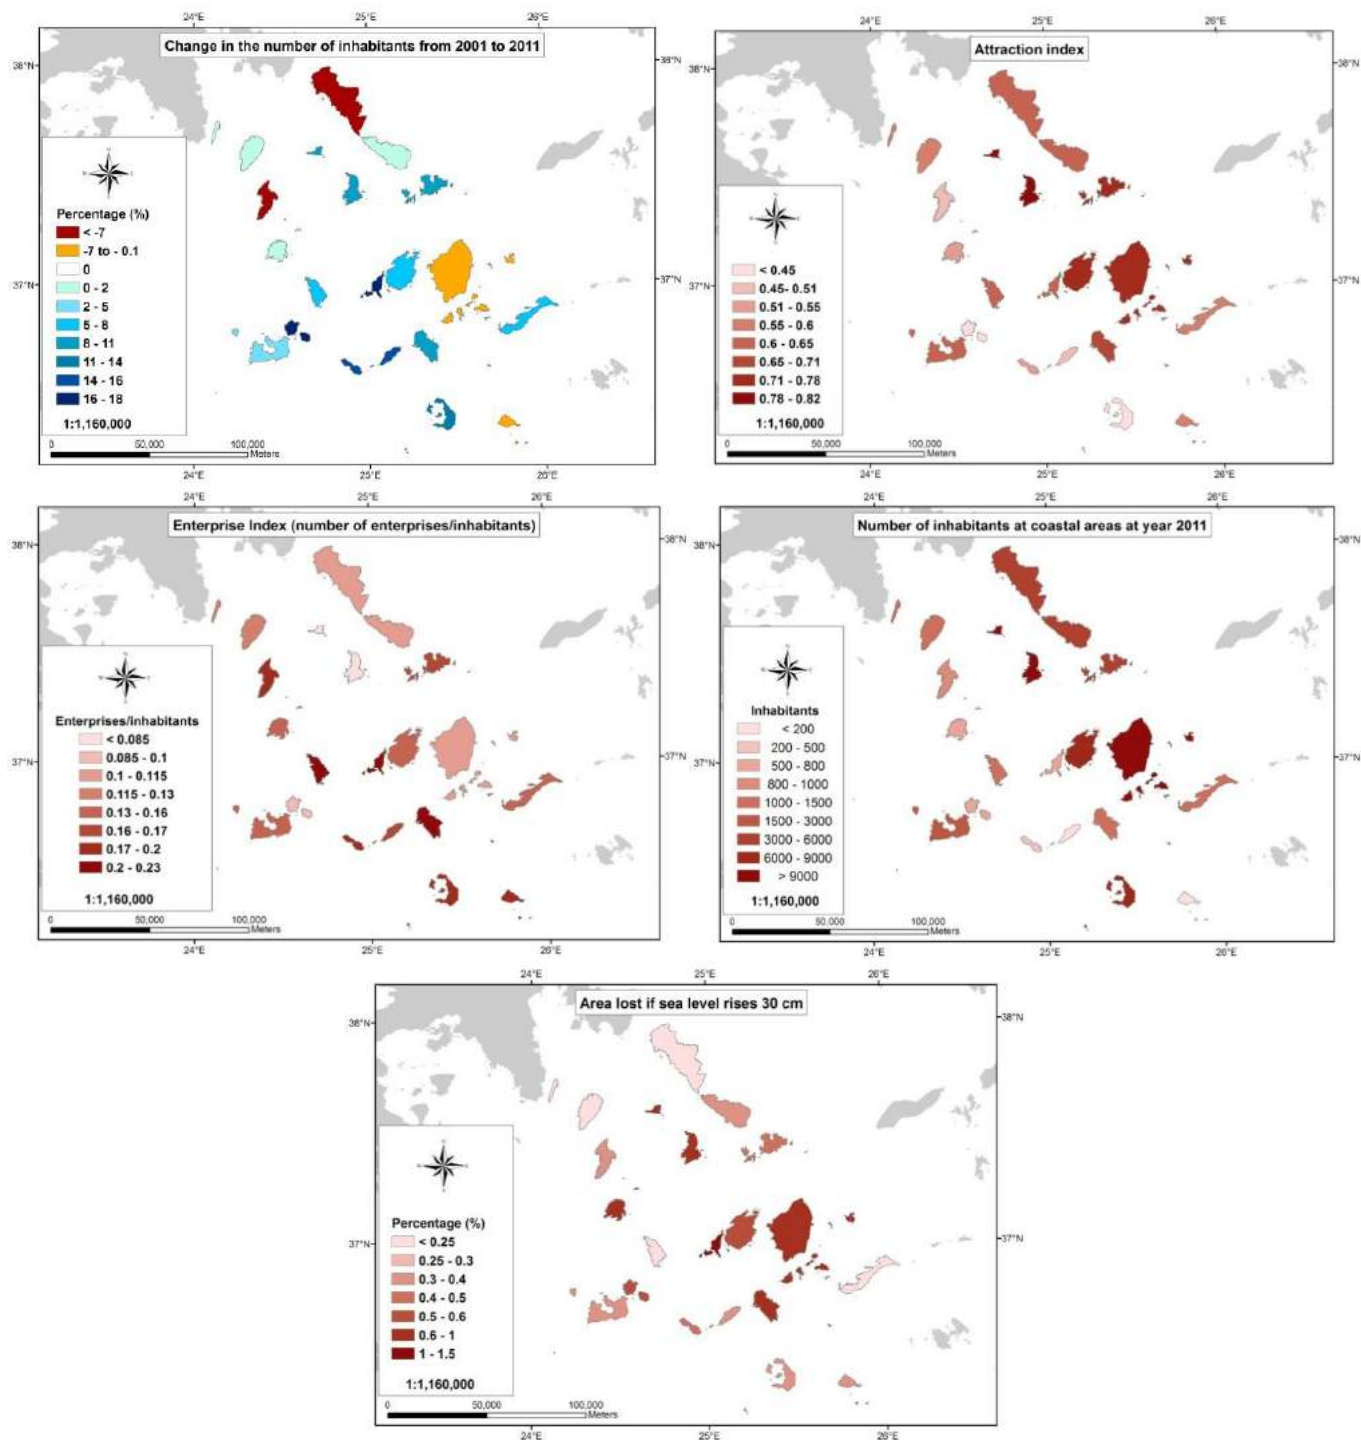 24°E 25°E 26°E
Change in the number of inhabitants from 2001 to 2011
38°N 38°N
Percentage (%)
< -7
-7 to - 0.1
0
0 - 2
2 - 5
5 - 8
8 - 11
11 - 14
14 - 16
16 - 18
1:1,160,000
0 50,000 100,000
Meters
37°N 37°N
24°E 25°E 26°E
24°E 25°E 26°E
Attraction index
38°N 38°N
< 0.45
0.45- 0.51
0.51 - 0.55
0.55 - 0.6
0.6 - 0.65
0.65 - 0.71
0.71 - 0.78
0.78 - 0.82
1:1,160,000
0 50,000 100,000
Meters
37°N 37°N
24°E 25°E 26°E
24°E 25°E 26°E
Enterprise Index (number of enterprises/inhabitants)
38°N 38°N
Enterprises/inhabitants
< 0.085
0.085 - 0.1
0.1 - 0.115
0.115 - 0.13
0.13 - 0.16
0.16 - 0.17
0.17 - 0.2
0.2 - 0.23
1:1,160,000
0 50,000 100,000
Meters
37°N 37°N
24°E 25°E 26°E
24°E 25°E 26°E
Number of inhabitants at coastal areas at year 2011
38°N 38°N
Inhabitants
< 200
200 - 500
500 - 800
800 - 1000
1000 - 1500
1500 - 3000
3000 - 6000
6000 - 9000
> 9000
1:1,160,000
0 50,000 100,000
Meters
37°N 37°N
24°E 25°E 26°E
24°E 25°E 26°E
Area lost if sea level rises 30 cm
38°N 38°N
Percentage (%)
< 0.25
0.25 - 0.3
0.3 - 0.4
0.4 - 0.5
0.5 - 0.6
0.6 - 1
1 - 1.5
1:1,160,000
0 50,000 100,000
Meters
37°N 37°N
24°E 25°E 26°E